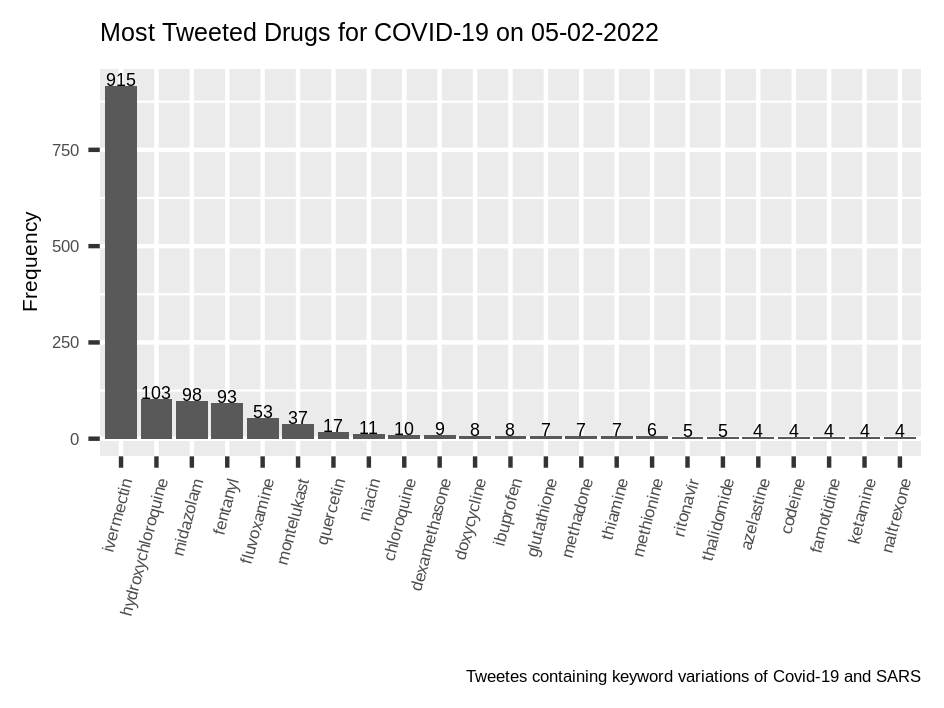 Most Tweeted Drugs for COVID-19 on 05-02-2022
Frequency
750
500
250
0
915
103
98
93
53
37
17
11
10
9
8
8
7
7
7
6
5
5
4
4
4
4
4
ivermectin
hydroxychloroquine
midazolam
fentanyl
fluvoxamine
montelukast
quercetin
niacin
chloroquine
dexamethasone
doxycycline
ibuprofen
glutathione
methadone
thiamine
methionine
ritonavir
thalidomide
azelastine
codeine
famotidine
ketamine
naltrexone
Tweetes containing keyword variations of Covid-19 and SARS